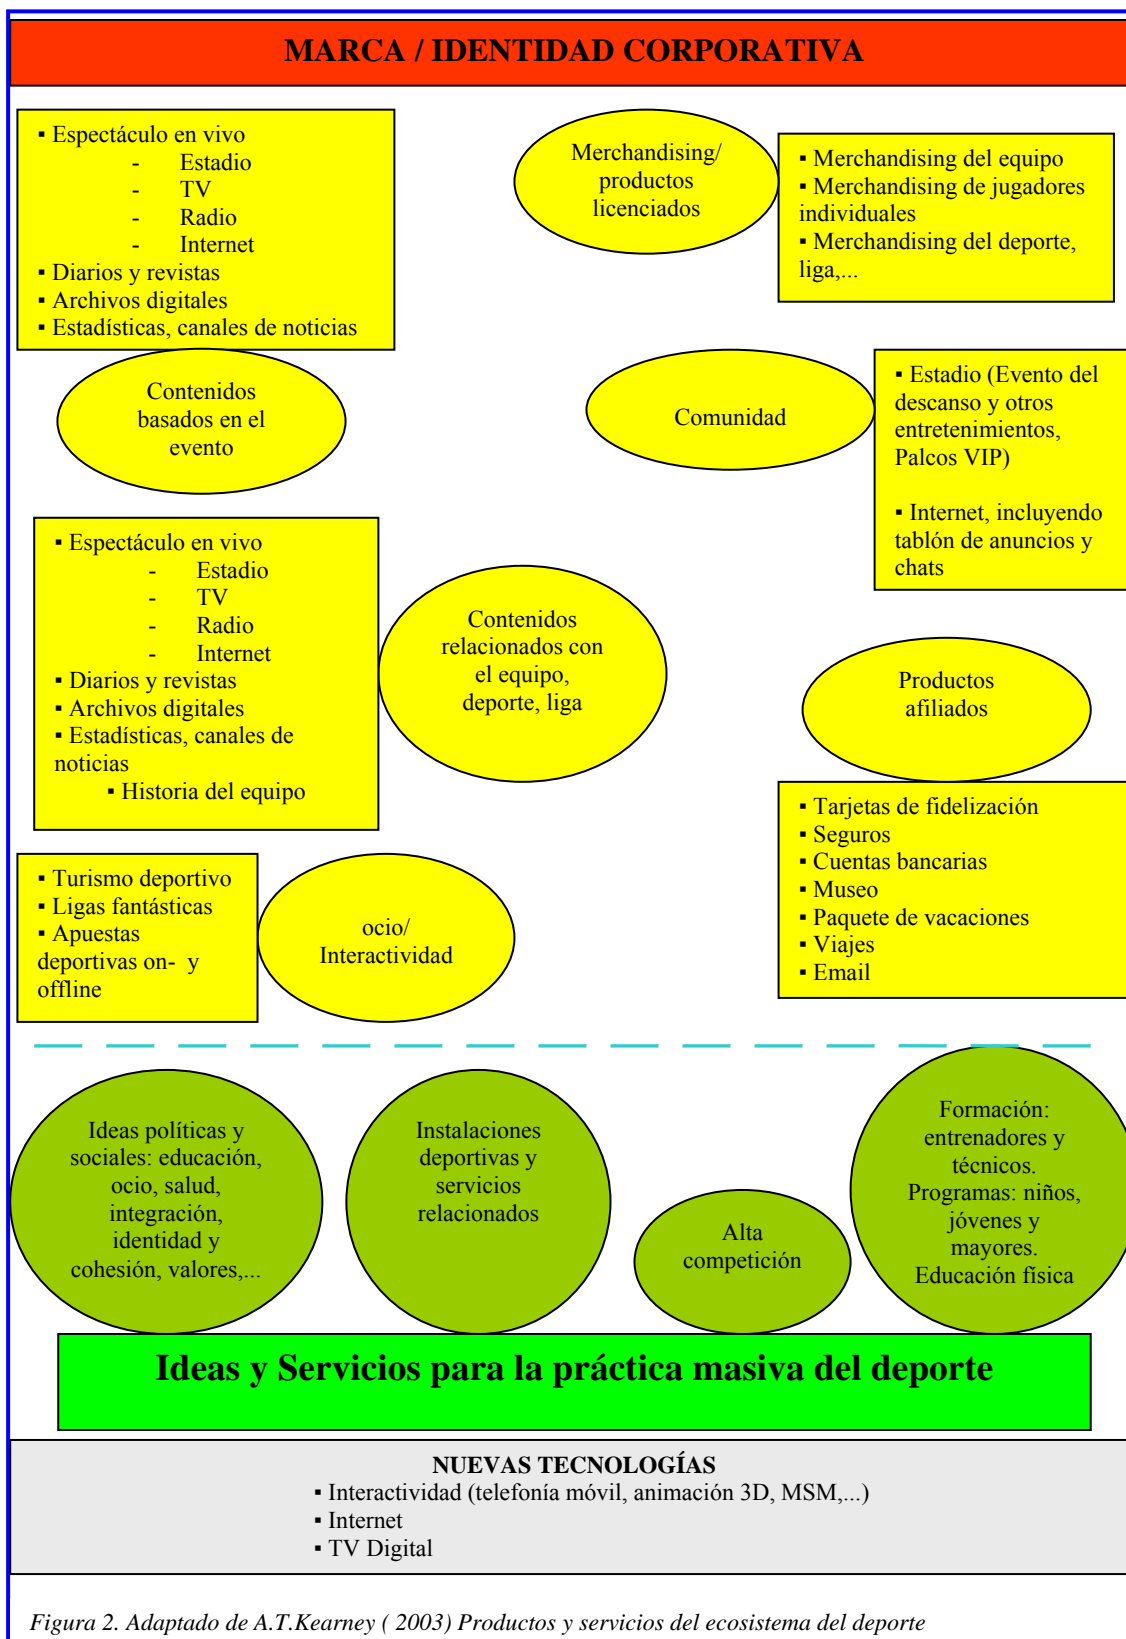 MARCA / IDENTIDAD CORPORATIVA
▪ Espectáculo en vivo
- Estadio
- TV
- Radio
- Internet
▪ Diarios y revistas
▪ Archivos digitales
▪ Estadísticas, canales de noticias
Contenidos
basados en el
evento
Merchandising/
productos
licenciados
▪ Merchandising del equipo
▪ Merchandising de jugadores
individuales
▪ Merchandising del deporte,
liga,...
Comunidad
▪ Estadio (Evento del
descanso y otros
entretenimientos,
Palcos VIP)
▪ Internet, incluyendo
tablón de anuncios y
chats
▪ Espectáculo en vivo
- Estadio
- TV
- Radio
- Internet
▪ Diarios y revistas
▪ Archivos digitales
▪ Estadísticas, canales de
noticias
▪ Historia del equipo
Contenidos
relacionados con
el equipo,
deporte, liga
Productos
afiliados
▪ Tarjetas de fidelización
▪ Seguros
▪ Cuentas bancarias
▪ Museo
▪ Paquete de vacaciones
▪ Viajes
▪ Email
▪ Turismo deportivo
▪ Ligas fantásticas
▪ Apuestas
deportivas on- y
offline
ocio/
Interactividad
Ideas políticas y
sociales: educación,
ocio, salud,
integración,
identidad y
cohesión, valores,...
Instalaciones
deportivas y
servicios
relacionados
Alta
competición
Formación:
entrenadores y
técnicos.
Programas: niños,
jóvenes y
mayores.
Educación física
Ideas y Servicios para la práctica masiva del deporte
NUEVAS TECNOLOGÍAS
▪ Interactividad (telefonía móvil, animación 3D, MSM,...)
▪ Internet
▪ TV Digital
Figura 2. Adaptado de A.T.Kearney ( 2003) Productos y servicios del ecosistema del deporte